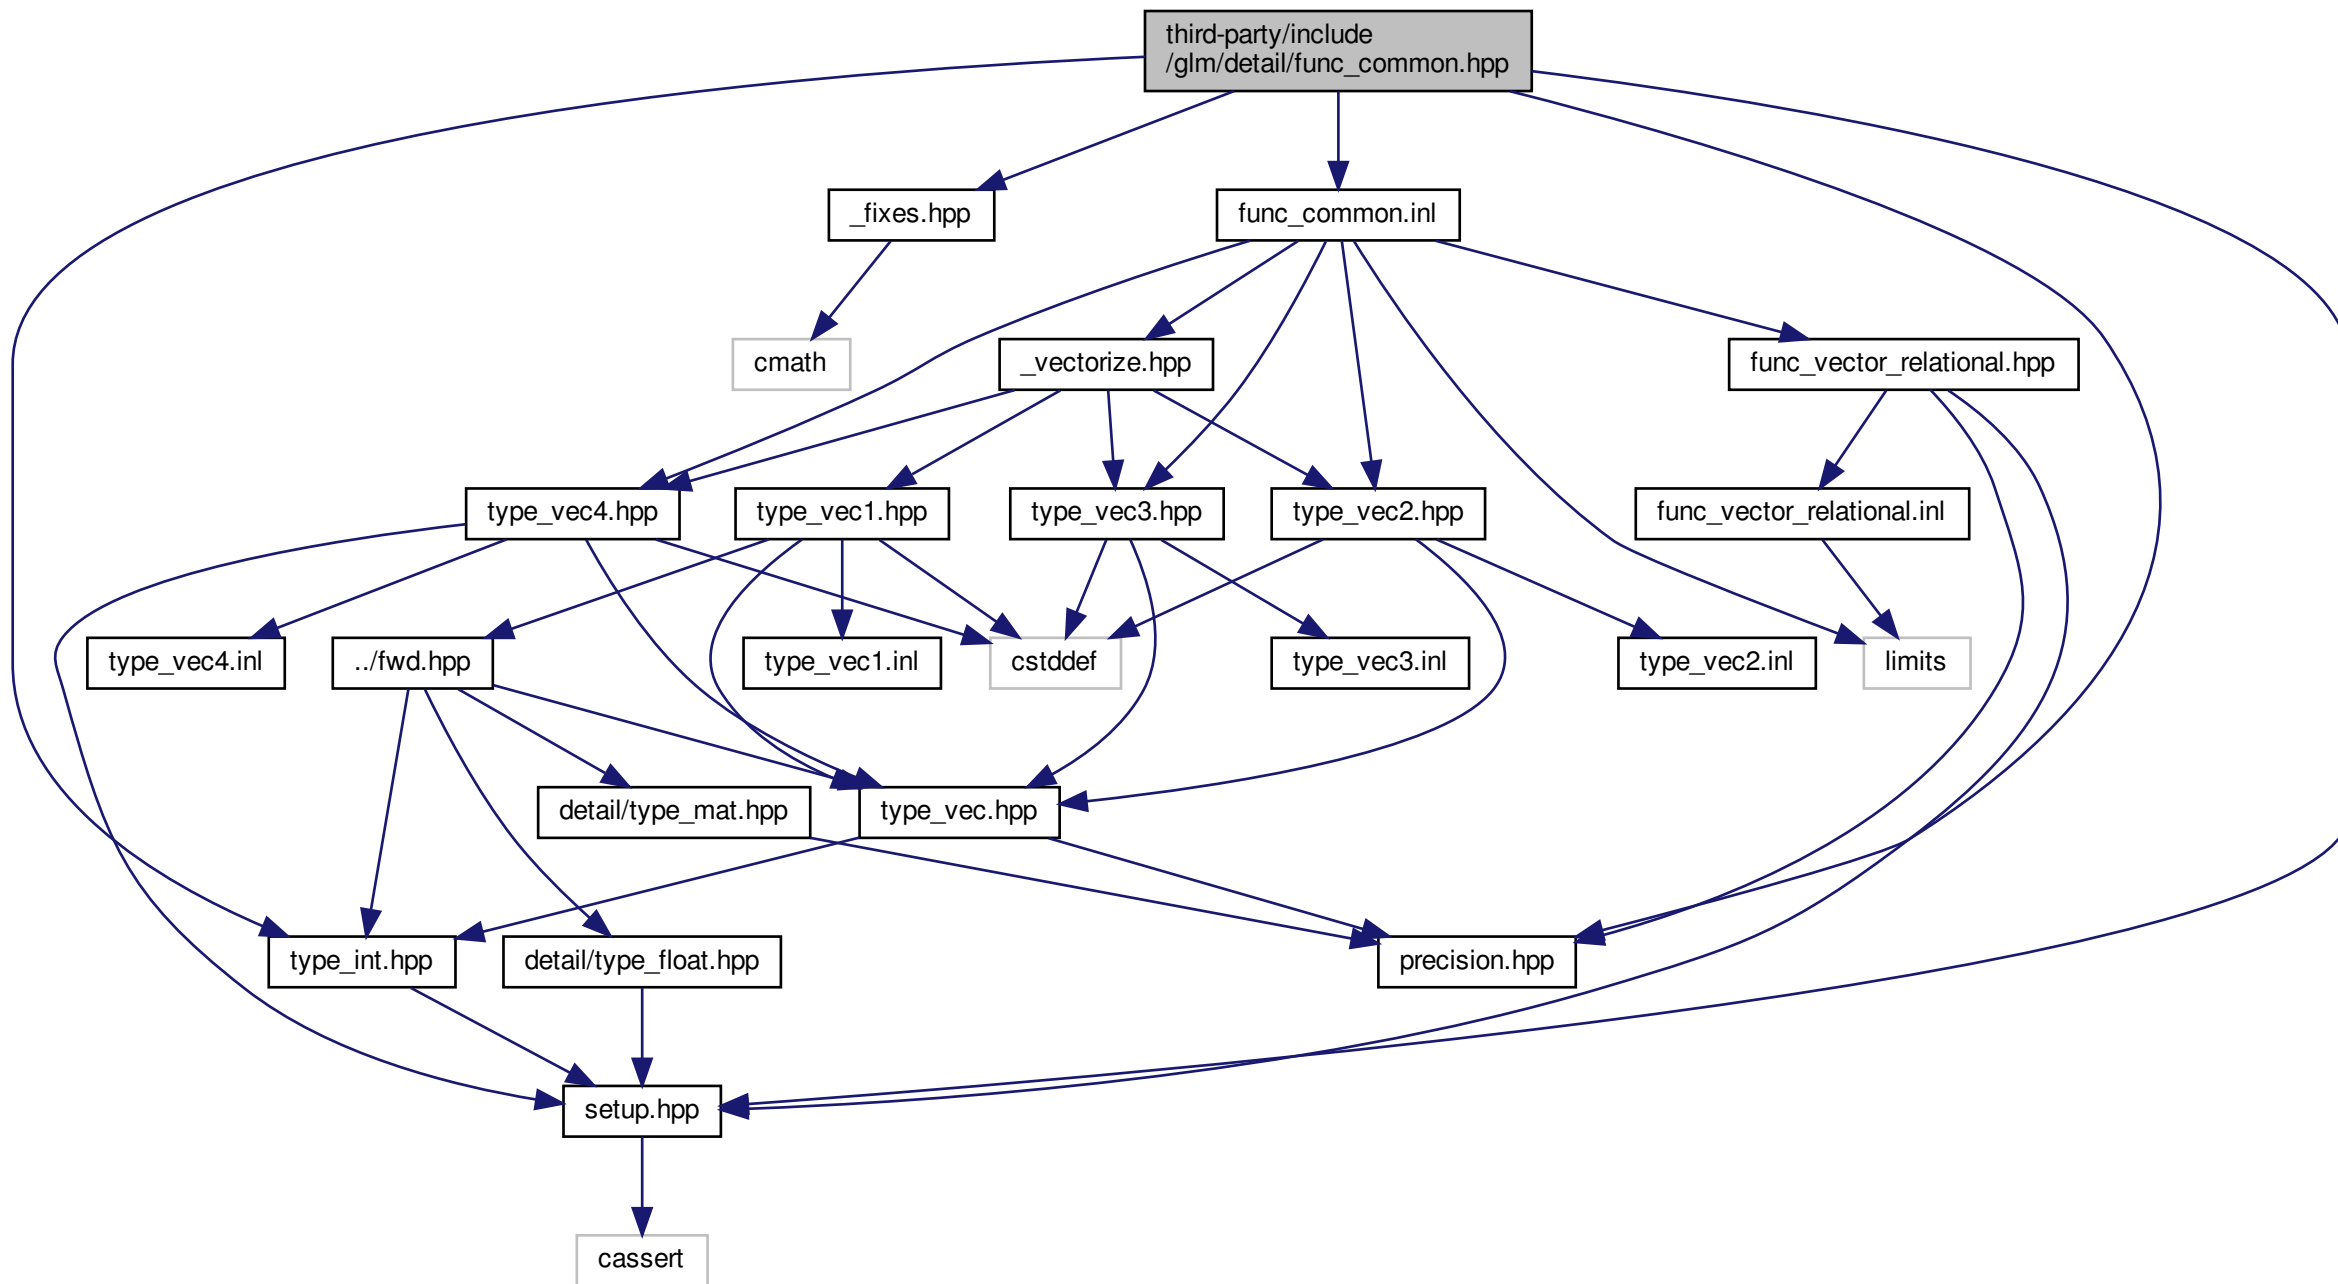 third-party/include
/glm/detail/func_common.hpp
_fixes.hpp
func_common.inl
cmath
_vectorize.hpp
func_vector_relational.hpp
type_vec4.hpp
type_vec1.hpp
type_vec3.hpp
type_vec2.hpp
func_vector_relational.inl
type_vec4.inl
../fwd.hpp
type_vec1.inl
cstddef
type_vec3.inl
type_vec2.inl
limits
detail/type_mat.hpp
type_vec.hpp
type_int.hpp
detail/type_float.hpp
precision.hpp
setup.hpp
cassert